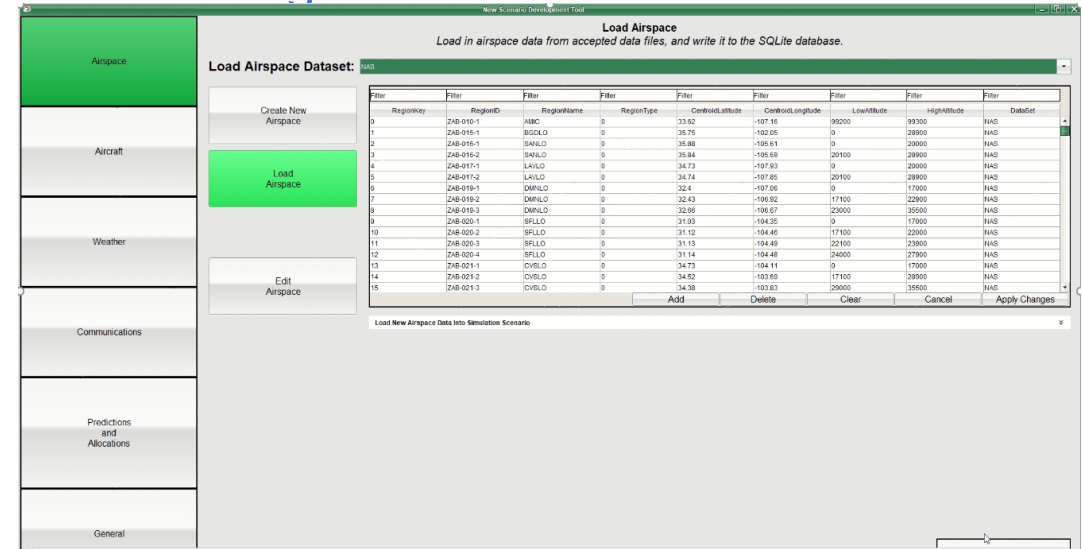 New Scenario Development Tool
Load Airspace
Load in airspace data from accepted data files, and write it to the SQLite database.
Airspace
Aircraft
Weather
Communications
Predictions
and
Allocations
General
Load Airspace Dataset: NAS
Create New
Airspace
Load
Airspace
Edit
Airspace
Filter Filter Filter Filter Filter Filter Filter Filter Filter
RegionKey RegionID RegionName RegionType CentroidLatitude CentroidLongitude LowAltitude HighAltitude DataSet
0 ZAB-010-1 AMIC 0 33.62 -107.16 99200 99300 NAS
1 ZAB-015-1 BGDLO 0 35.75 -102.05 0 28900 NAS
2 ZAB-016-1 SANLO 0 35.88 -105.61 0 20000 NAS
3 ZAB-016-2 SANLO 0 35.84 -105.69 20100 28900 NAS
4 ZAB-017-1 LAVLO 0 34.73 -107.93 0 20000 NAS
5 ZAB-017-2 LAVLO 0 34.74 -107.85 20100 28900 NAS
6 ZAB-019-1 DMNLO 0 32.4 -107.06 0 17000 NAS
7 ZAB-019-2 DMNLO 0 32.43 -106.92 17100 22900 NAS
8 ZAB-019-3 DMNLO 0 32.66 -106.67 23000 35500 NAS
9 ZAB-020-1 SFLLO 0 31.03 -104.35 0 17000 NAS
10 ZAB-020-2 SFLLO 0 31.12 -104.46 17100 22000 NAS
11 ZAB-020-3 SFLLO 0 31.13 -104.49 22100 23900 NAS
12 ZAB-020-4 SFLLO 0 31.14 -104.48 24000 27900 NAS
13 ZAB-021-1 CVSLO 0 34.73 -104.11 0 17000 NAS
14 ZAB-021-2 CVSLO 0 34.52 -103.69 17100 28900 NAS
15 ZAB-021-3 CVSLO 0 34.38 -103.83 29000 35500 NAS
Add Delete Clear Cancel Apply Changes
Load New Airspace Data Into Simulation Scenario